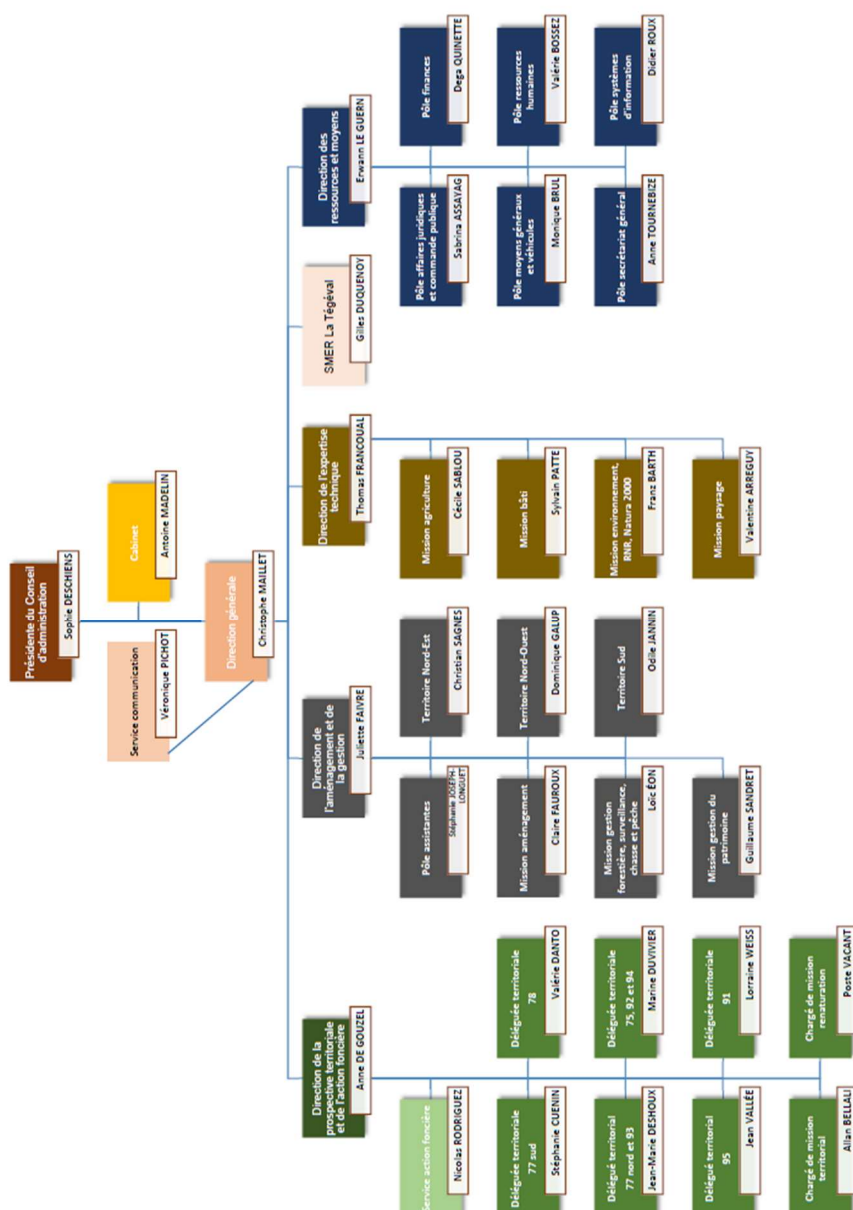 Présidente du Conseil
d'administration
Sophie DESCHIENS
Cabinet
Antoine MADELIN
Service communication
Véronique PICHOT
Direction générale
Christophe MAILLET
Direction de la
prospective territoriale
et de l'action foncière
Anne DE GOUZEL
Service action foncière
Nicolas RODRIGUEZ
Déléguée territoriale
77 sud
Stéphanie CUENIN
Déléguée territoriale
78
Valérie DANTO
Délégué territorial
77 nord et 93
Jean-Marie DESHOUX
Déléguée territoriale
75, 92 et 94
Marine DUVIVIER
Délégué territorial
95
Jean VALLÉE
Déléguée territoriale
91
Lorraine WEISS
Chargé de mission
territorial
Allan BELLALI
Chargé de mission
renaturation
Poste VACANT
Direction de
l'aménagement et de
la gestion
Juliette FAIVRE
Pôle assistantes
Stéphanie JOSEPH-
LONGUET
Territoire Nord-Est
Christian SAGNES
Mission aménagement
Claire FAUROUX
Territoire Nord-Ouest
Dominique GALUP
Mission gestion
forestière, surveillance,
chasse et pêche
Loïc ÉON
Territoire Sud
Odile JANNIN
Mission gestion du
patrimoine
Guillaume SANDRET
Direction de l'expertise
technique
Thomas FRANCOUAL
Mission agriculture
Cécile SABLOU
Mission bâti
Sylvain PATTE
Mission environnement,
RNR, Natura 2000
Franz BARTH
Mission paysage
Valentine ARREGUY
SMER La Tégéval
Gilles DUQUENOY
Direction des
ressources et moyens
Erwann LE GUERN
Pôle affaires juridiques
et commande publique
Sabrina ASSAYAG
Pôle finances
Dega QUINETTE
Pôle moyens généraux
et véhicules
Monique BRUL
Pôle ressources
humaines
Valérie BOSSEZ
Pôle secrétariat général
Anne TOURNEBIZE
Pôle systèmes
d'information
Didier ROUX